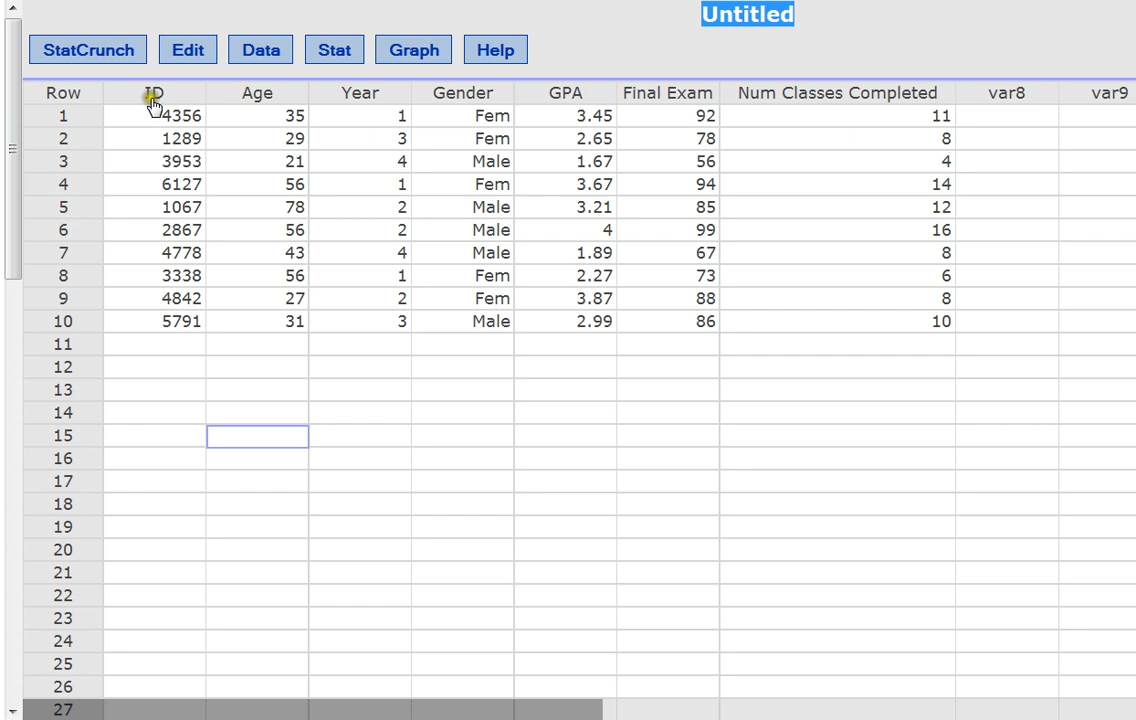 Untitled
StatCrunch Edit Data Stat Graph Help
Row ID Age Year Gender GPA Final Exam Num Classes Completed var8 var9
1 4356 35 1 Fem 3.45 92 11
2 1289 29 3 Fem 2.65 78 8
3 3953 21 4 Male 1.67 56 4
4 6127 56 1 Fem 3.67 94 14
5 1067 78 2 Male 3.21 85 12
6 2867 56 2 Male 4 99 16
7 4778 43 4 Male 1.89 67 8
8 3338 56 1 Fem 2.27 73 6
9 4842 27 2 Fem 3.87 88 8
10 5791 31 3 Male 2.99 86 10
11
12
13
14
15
16
17
18
19
20
21
22
23
24
25
26
27